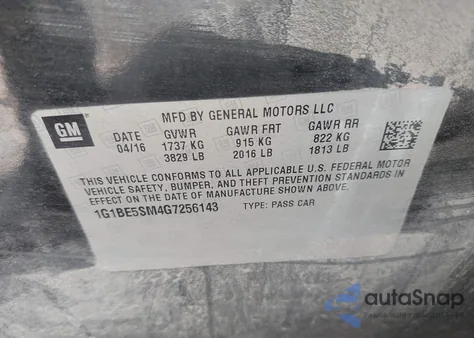 GM
MFD BY GENERAL MOTORS LLC
DATE GVWR GAWR FRT GAWR RR
04/16 1737 KG 915 KG 822 KG
3829 LB 2016 LB 1813 LB
THIS VEHICLE CONFORMS TO ALL APPLICABLE U.S. FEDERAL MOTOR
VEHICLE SAFETY, BUMPER, AND THEFT PREVENTION STANDARDS IN
EFFECT ON THE DATE OF MANUFACTURE SHOWN ABOVE.
1G1BE5SM4G7256143 TYPE: PASS CAR
autoSnap